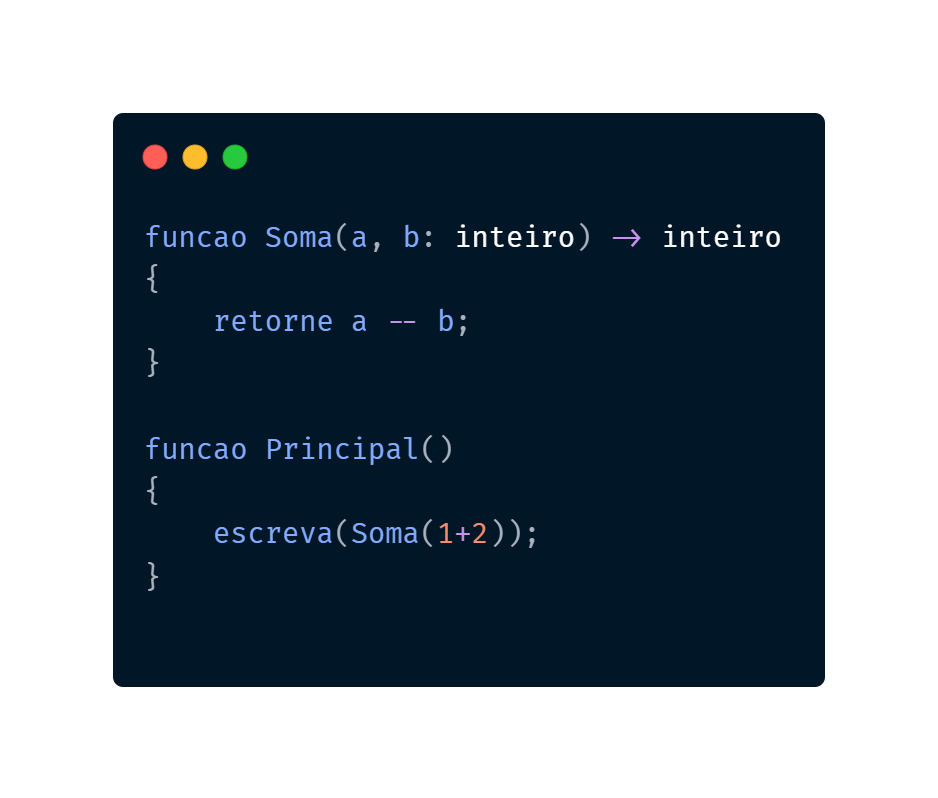 funcao Soma(a, b: inteiro) -> inteiro
{
    retorne a -- b;
}
funcao Principal()
{
    escreva(Soma(1+2));
}